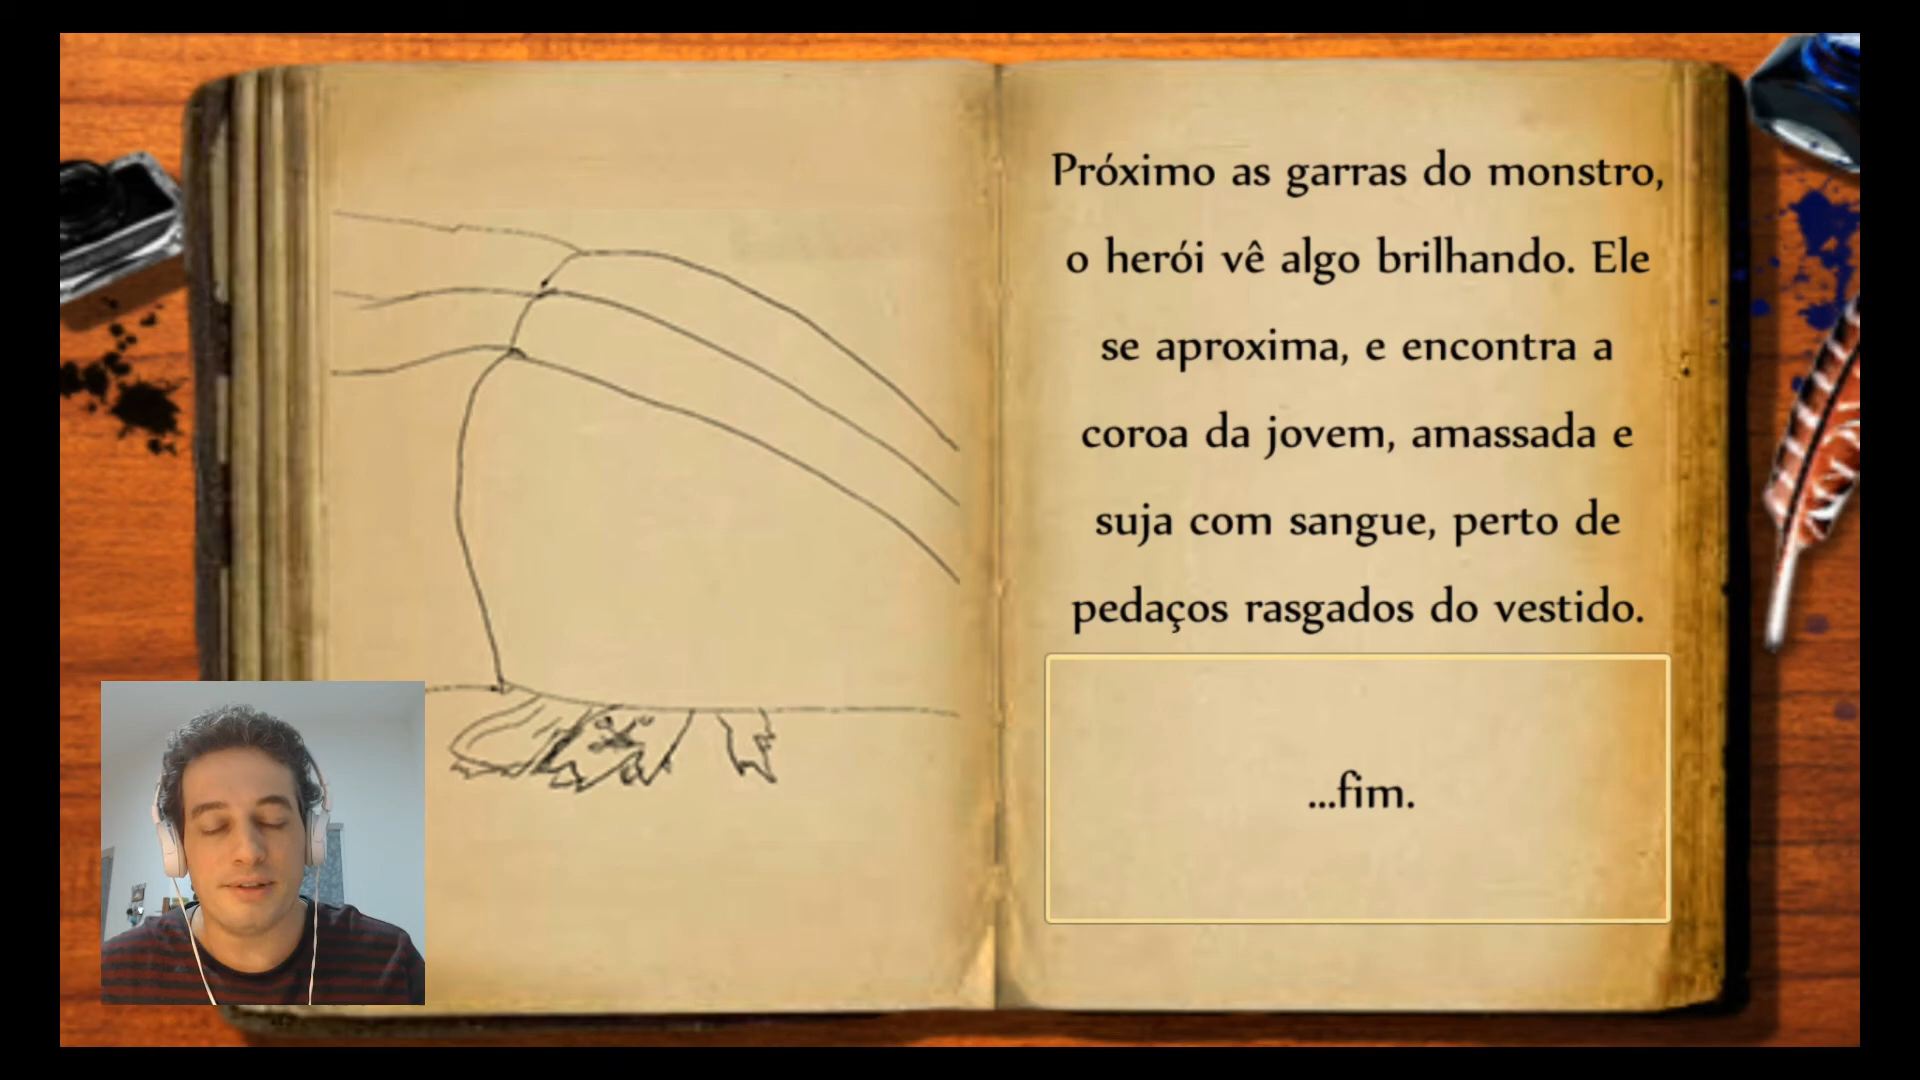 Próximo as garras do monstro,
o herói vê algo brilhando. Ele
se aproxima, e encontra a
coroa da jovem, amassada e
suja com sangue, perto de
pedaços rasgados do vestido.
...fim.